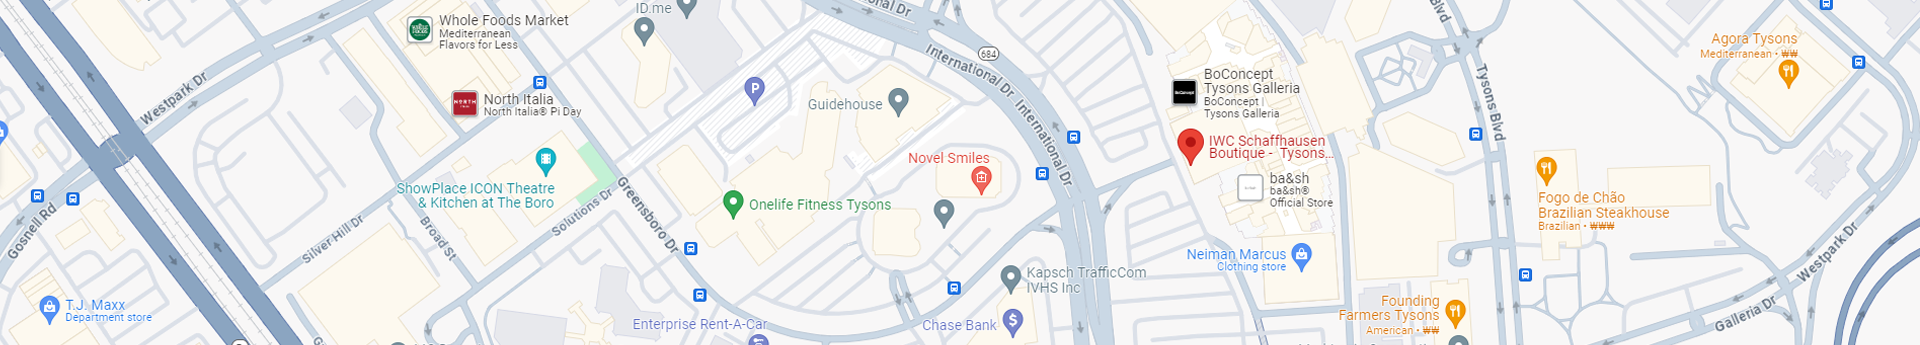 ID.me
Whole Foods Market
Mediterranean
Flavors for Less
North Italia
North Italia® Pi Day
Westpark Dr
Gosnell Rd
Silver Hill Dr
Broad St
Solutions Dr
Greensboro Dr
ShowPlace ICON Theatre
& Kitchen at The Boro
T.J. Maxx
Department store
P
Guidehouse
Novel Smiles
Onelife Fitness Tysons
Enterprise Rent-A-Car
Chase Bank
Kapsch TrafficCom
IVHS Inc
International Dr
684
International Dr
BoConcept
Tysons Galleria
BoConcept |
Tysons Galleria
IWC Schaffhausen
Boutique - Tysons...
ba&sh
ba&sh®
Official Store
Neiman Marcus
Clothing store
Tysons Blvd
Agora Tysons
Mediterranean • ₩₩
Fogo de Chão
Brazilian Steakhouse
Brazilian • ₩₩₩
Founding
Farmers Tysons
American • ₩₩
Westpark Dr
Galleria Dr